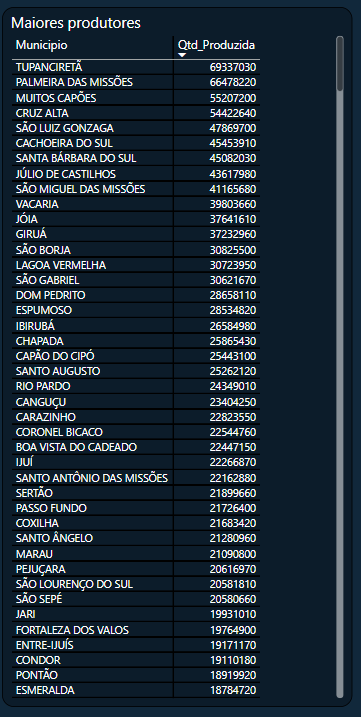 Maiores produtores
Municipio Qtd_Produzida
TUPANCIRETÃ 69337030
PALMEIRA DAS MISSÕES 66478220
MUITOS CAPÕES 55207200
CRUZ ALTA 54422640
SÃO LUIZ GONZAGA 47869700
CACHOEIRA DO SUL 45453910
SANTA BÁRBARA DO SUL 45082030
JÚLIO DE CASTILHOS 43617980
SÃO MIGUEL DAS MISSÕES 41165680
VACARIA 39803660
JÓIA 37641610
GIRUÁ 37232960
SÃO BORJA 30825500
LAGOA VERMELHA 30723950
SÃO GABRIEL 30621670
DOM PEDRITO 28658110
ESPUMOSO 28534820
IBIRUBÁ 26584980
CHAPADA 25865430
CAPÃO DO CIPÓ 25443100
SANTO AUGUSTO 25262120
RIO PARDO 24349010
CANGUÇU 23404250
CARAZINHO 22823550
CORONEL BICACO 22544760
BOA VISTA DO CADEADO 22447150
IJUÍ 22266870
SANTO ANTÔNIO DAS MISSÕES 22162880
SERTÃO 21899660
PASSO FUNDO 21726400
COXILHA 21683420
SANTO ÂNGELO 21280960
MARAU 21090800
PEJUÇARA 20616970
SÃO LOURENÇO DO SUL 20581810
SÃO SEPÉ 20580660
JARI 19931010
FORTALEZA DOS VALOS 19764900
ENTRE-IJUÍS 19171170
CONDOR 19110180
PONTÃO 18919920
ESMERALDA 18784720